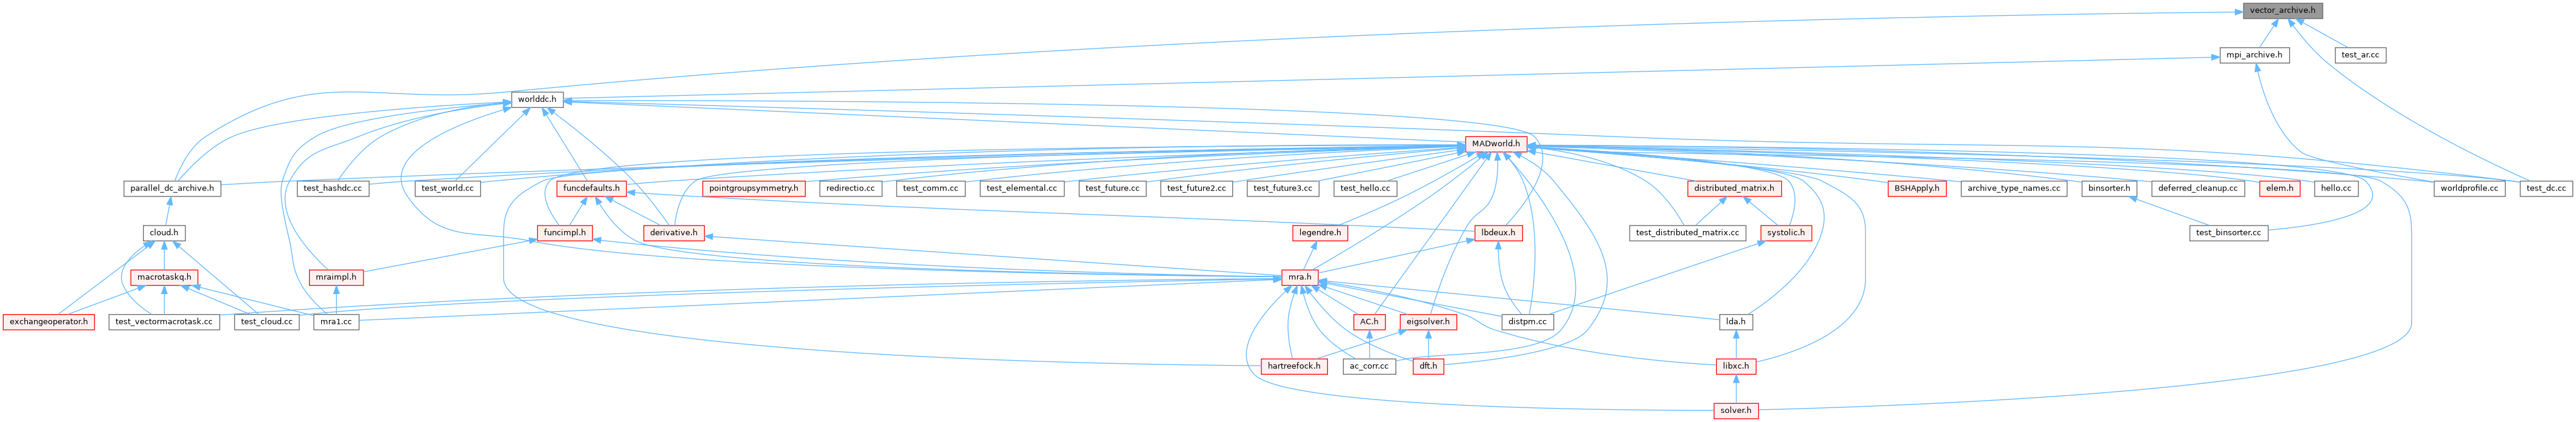 vector_archive.h
mpi_archive.h
test_ar.cc
worlddc.h
MADworld.h
parallel_dc_archive.h
test_hashdc.cc
test_world.cc
funcdefaults.h
pointgroupsymmetry.h
redirectio.cc
test_comm.cc
test_elemental.cc
test_future.cc
test_future2.cc
test_future3.cc
test_hello.cc
distributed_matrix.h
BSHApply.h
archive_type_names.cc
binsorter.h
deferred_cleanup.cc
elem.h
hello.cc
worldprofile.cc
test_dc.cc
cloud.h
funcimpl.h
derivative.h
legendre.h
lbdeux.h
test_distributed_matrix.cc
systolic.h
test_binsorter.cc
macrotaskq.h
mraimpl.h
mra.h
exchangeoperator.h
test_vectormacrotask.cc
test_cloud.cc
mra1.cc
AC.h
eigsolver.h
distpm.cc
lda.h
hartreefock.h
ac_corr.cc
dft.h
libxc.h
solver.h